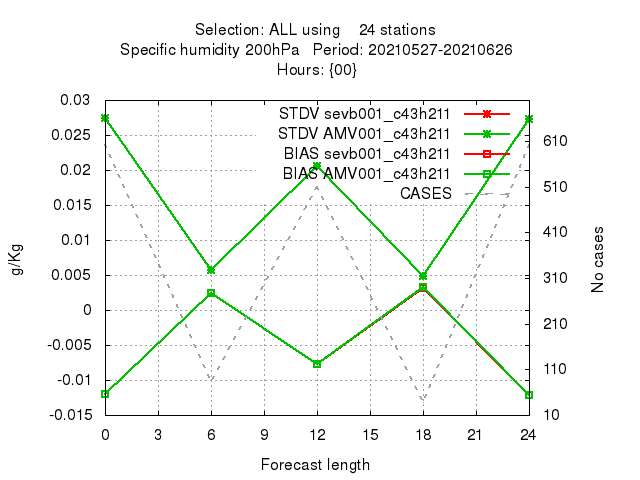 Selection: ALL using    24 stations
Specific humidity 200hPa   Period: 20210527-20210626
Hours: {00}
0.03
0.025
0.02
0.015
0.01
0.005
0
-0.005
-0.01
-0.015
g/Kg
STDV sevb001_c43h211
STDV AMV001_c43h211
BIAS sevb001_c43h211
BIAS AMV001_c43h211
CASES
610
510
410
310
210
110
10
No cases
0 3 6 9 12 15 18 21 24
Forecast length